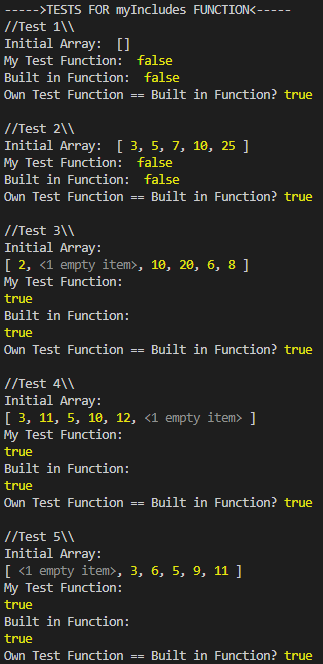 ----->TESTS FOR myIncludes FUNCTION<-----
//Test 1\\
Initial Array:  []
My Test Function:  false
Built in Function:  false
Own Test Function == Built in Function? true
//Test 2\\
Initial Array:  [ 3, 5, 7, 10, 25 ]
My Test Function:  false
Built in Function:  false
Own Test Function == Built in Function? true
//Test 3\\
Initial Array:
[ 2, <1 empty item>, 10, 20, 6, 8 ]
My Test Function:
true
Built in Function:
true
Own Test Function == Built in Function? true
//Test 4\\
Initial Array:
[ 3, 11, 5, 10, 12, <1 empty item> ]
My Test Function:
true
Built in Function:
true
Own Test Function == Built in Function? true
//Test 5\\
Initial Array:
[ <1 empty item>, 3, 6, 5, 9, 11 ]
My Test Function:
true
Built in Function:
true
Own Test Function == Built in Function? true